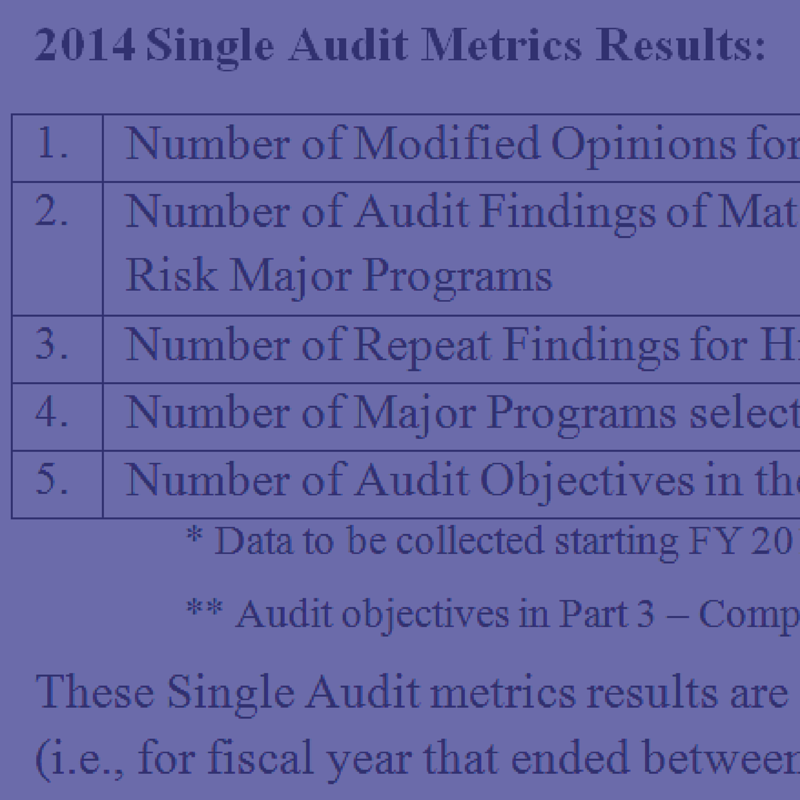 2014 Single Audit Metrics Results:
1. Number of Modified Opinions for
2. Number of Audit Findings of Mat
Risk Major Programs
3. Number of Repeat Findings for Hi
4. Number of Major Programs select
5. Number of Audit Objectives in the
* Data to be collected starting FY 20
** Audit objectives in Part 3 – Comp
These Single Audit metrics results are
(i.e., for fiscal year that ended between